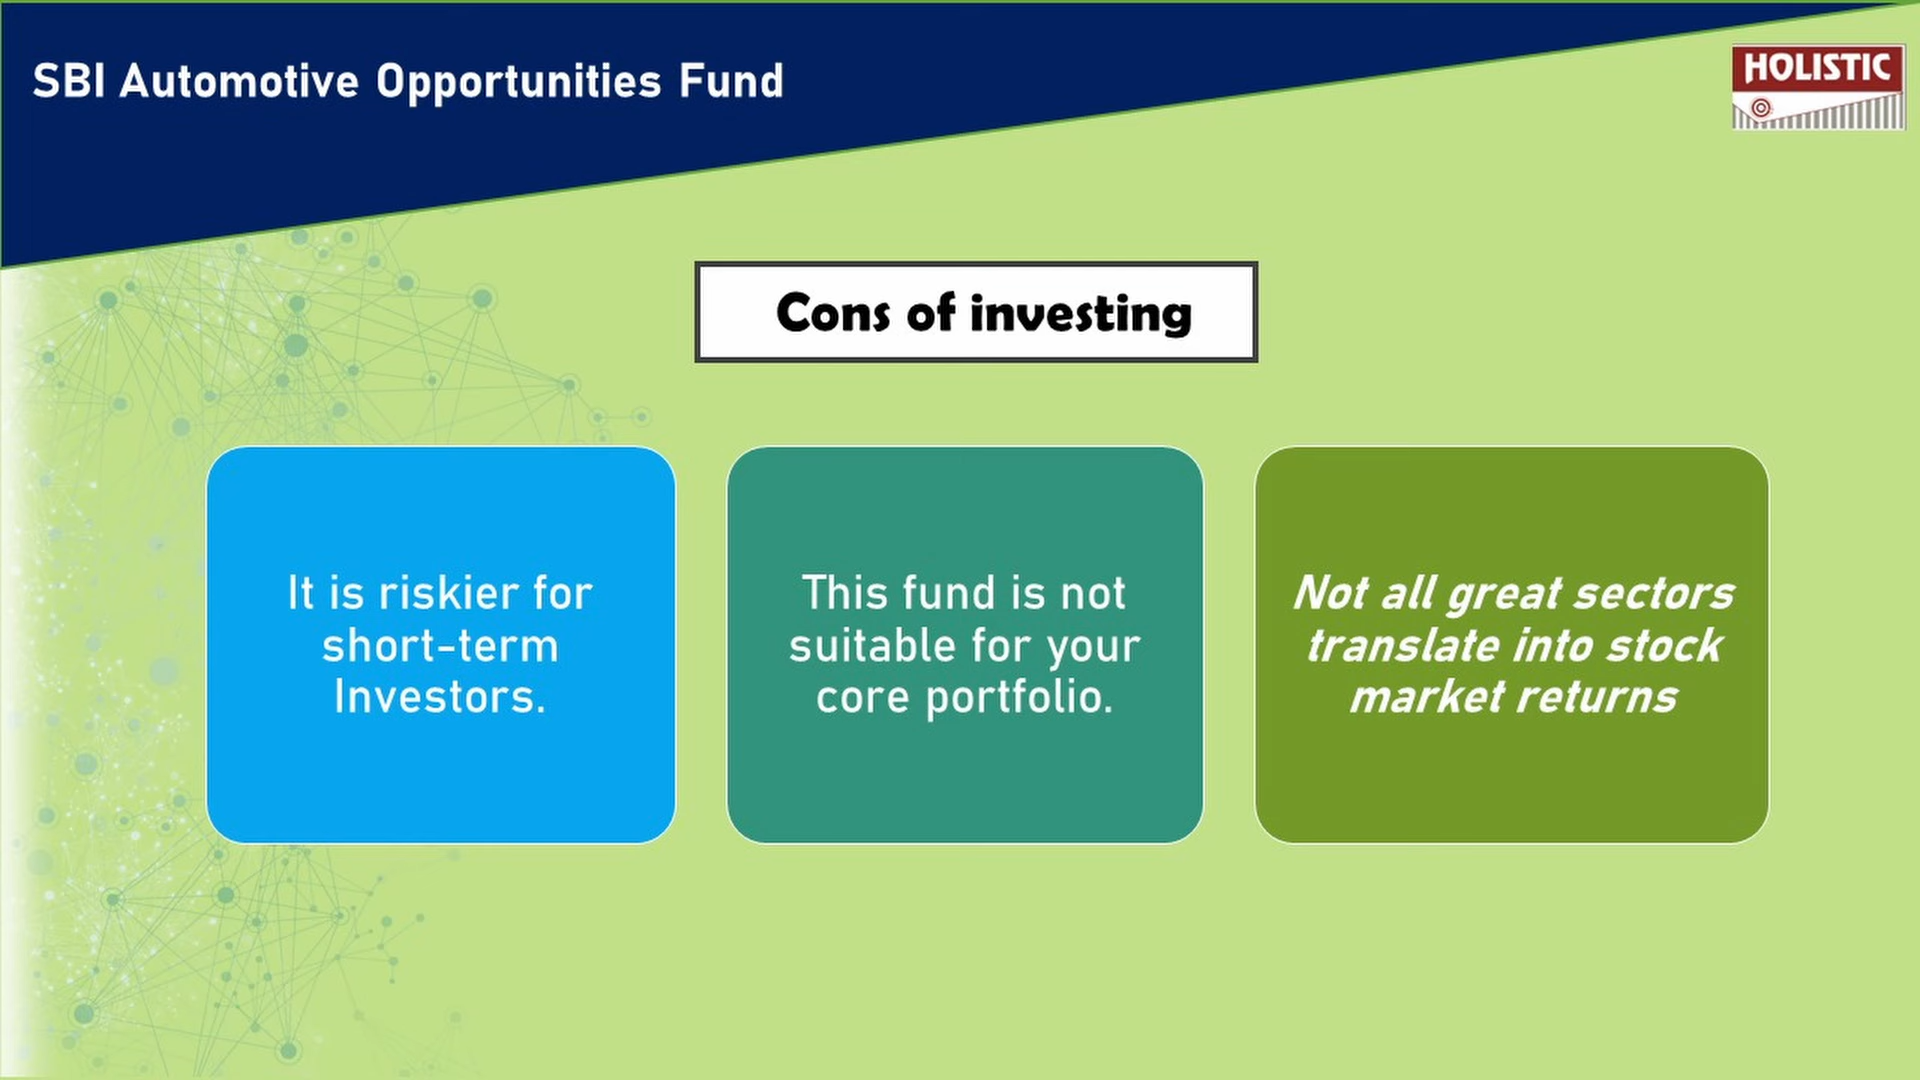 SBI Automotive Opportunities Fund
HOLISTIC
Cons of investing
It is riskier for
short-term
Investors.
This fund is not
suitable for your
core portfolio.
Not all great sectors
translate into stock
market returns